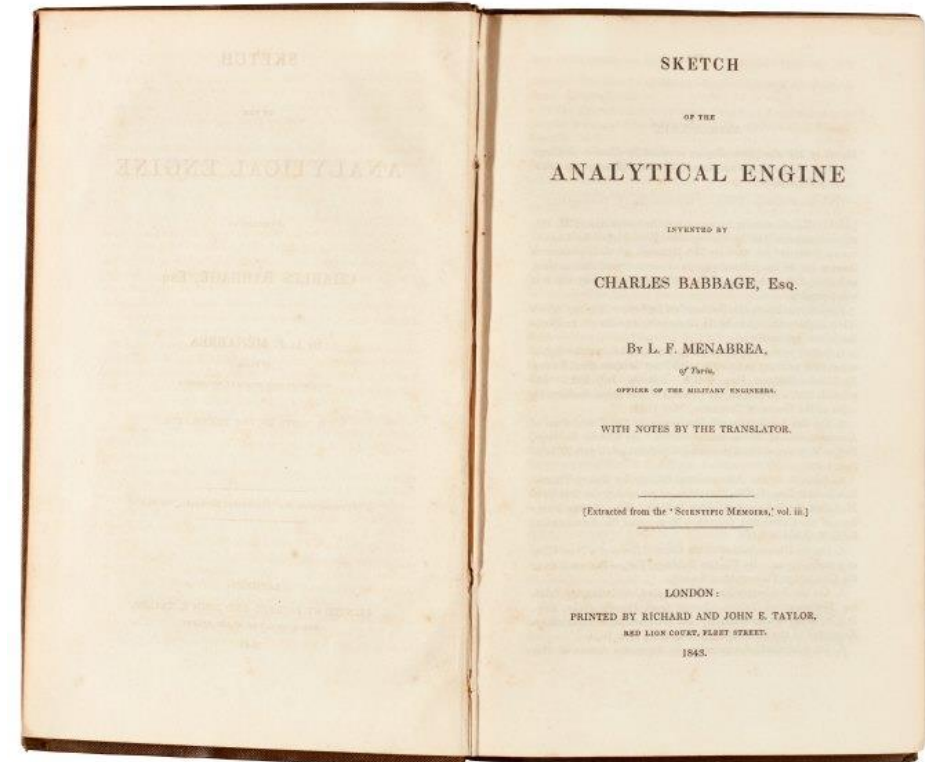 SKETCH
OF THE
ANALYTICAL ENGINE
INVENTED BY
CHARLES BABBAGE, Esq.
By L. F. MENABREA,
of Turin,
OFFICER OF THE MILITARY ENGINEERS.
WITH NOTES BY THE TRANSLATOR.
[Extracted from the ‘Scientific Memoirs,’ vol. iii.]
LONDON:
PRINTED BY RICHARD AND JOHN E. TAYLOR,
RED LION COURT, FLEET STREET.
1843.